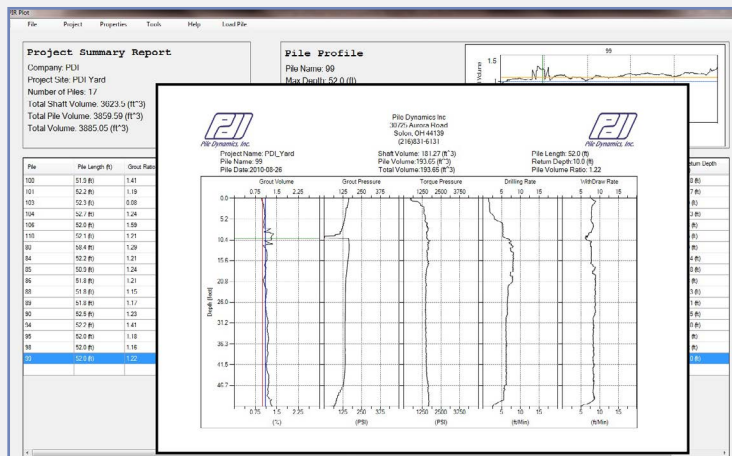 PIR Plot
File Project Properties Tools Help Load Pile
Project Summary Report
Company: PDI
Project Site: PDI Yard
Number of Piles: 17
Total Shaft Volume: 3623.5 (ft^3)
Total Pile Volume: 3859.59 (ft^3)
Total Volume: 3885.05 (ft^3)
Pile Profile
Pile Name: 99
Max Depth: 52.0 (ft)
99
1.5
1
Volume
Pile Pile Length (ft) Grout Ratio
100 51.9 (ft) 1.41
101 52.2 (ft) 1.19
103 52.3 (ft) 0.08
104 52.7 (ft) 1.24
106 52.0 (ft) 1.59
110 52.1 (ft) 1.21
80 58.4 (ft) 1.29
84 52.2 (ft) 1.21
85 50.9 (ft) 1.24
86 51.8 (ft) 1.21
88 51.8 (ft) 1.15
89 51.8 (ft) 1.17
90 52.5 (ft) 1.23
94 52.2 (ft) 1.41
95 52.0 (ft) 1.18
98 52.0 (ft) 1.16
99 52.0 (ft) 1.22
Return Depth
PDI
Pile Dynamics, Inc.
Pile Dynamics Inc
30725 Aurora Road
Solon, OH 44139
(216)831-6131
PDI
Pile Dynamics, Inc.
Project Name: PDI_Yard
Pile Name: 99
Pile Date:2010-08-26
Shaft Volume: 181.27 (ft^3)
Pile Volume:193.65 (ft^3)
Total Volume:193.65 (ft^3)
Pile Length: 52.0 (ft)
Return Depth:10.0 (ft)
Pile Volume Ratio: 1.22
Grout Volume Grout Pressure Torque Pressure Drilling Rate WithDraw Rate
0.75 1.5 2.25 125 250 375 1250 2500 3750 5 10 15 5 10 15
0.0
5.2
10.4
15.6
20.8
26.0
31.2
36.3
41.5
46.7
Depth (feet)
0.75 1.5 2.25 125 250 375 1250 2500 3750 5 10 15 5 10 15
(%) (PSI) (PSI) (ft/Min) (ft/Min)